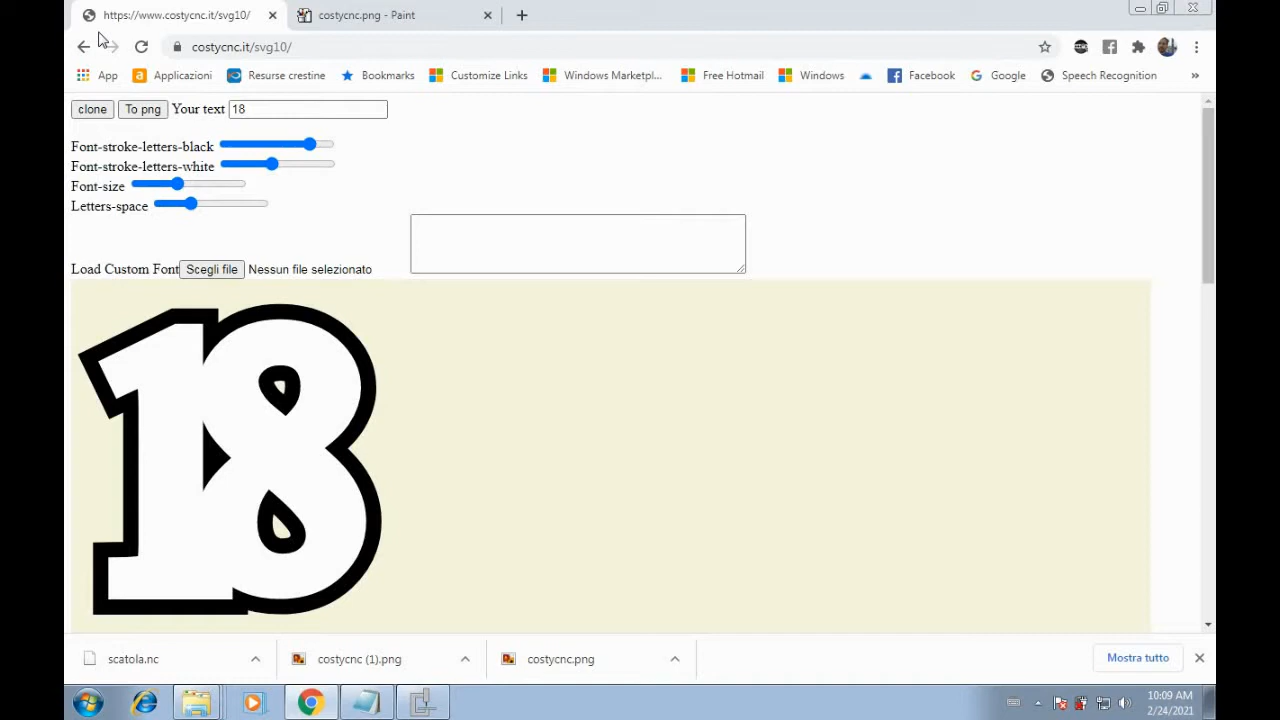 https://www.costycnc.it/svg10/
costycnc.png - Paint
costycnc.it/svg10/
App Applicazioni Resurse crestine Bookmarks Customize Links Windows Marketpl... Free Hotmail Windows Facebook Google Speech Recognition »
clone To png Your text 18
Font-stroke-letters-black
Font-stroke-letters-white
Font-size
Letters-space
Load Custom Font Scegli file Nessun file selezionato
18
scatola.nc costycnc (1).png costycnc.png Mostra tutto
10:09 AM
2/24/2021